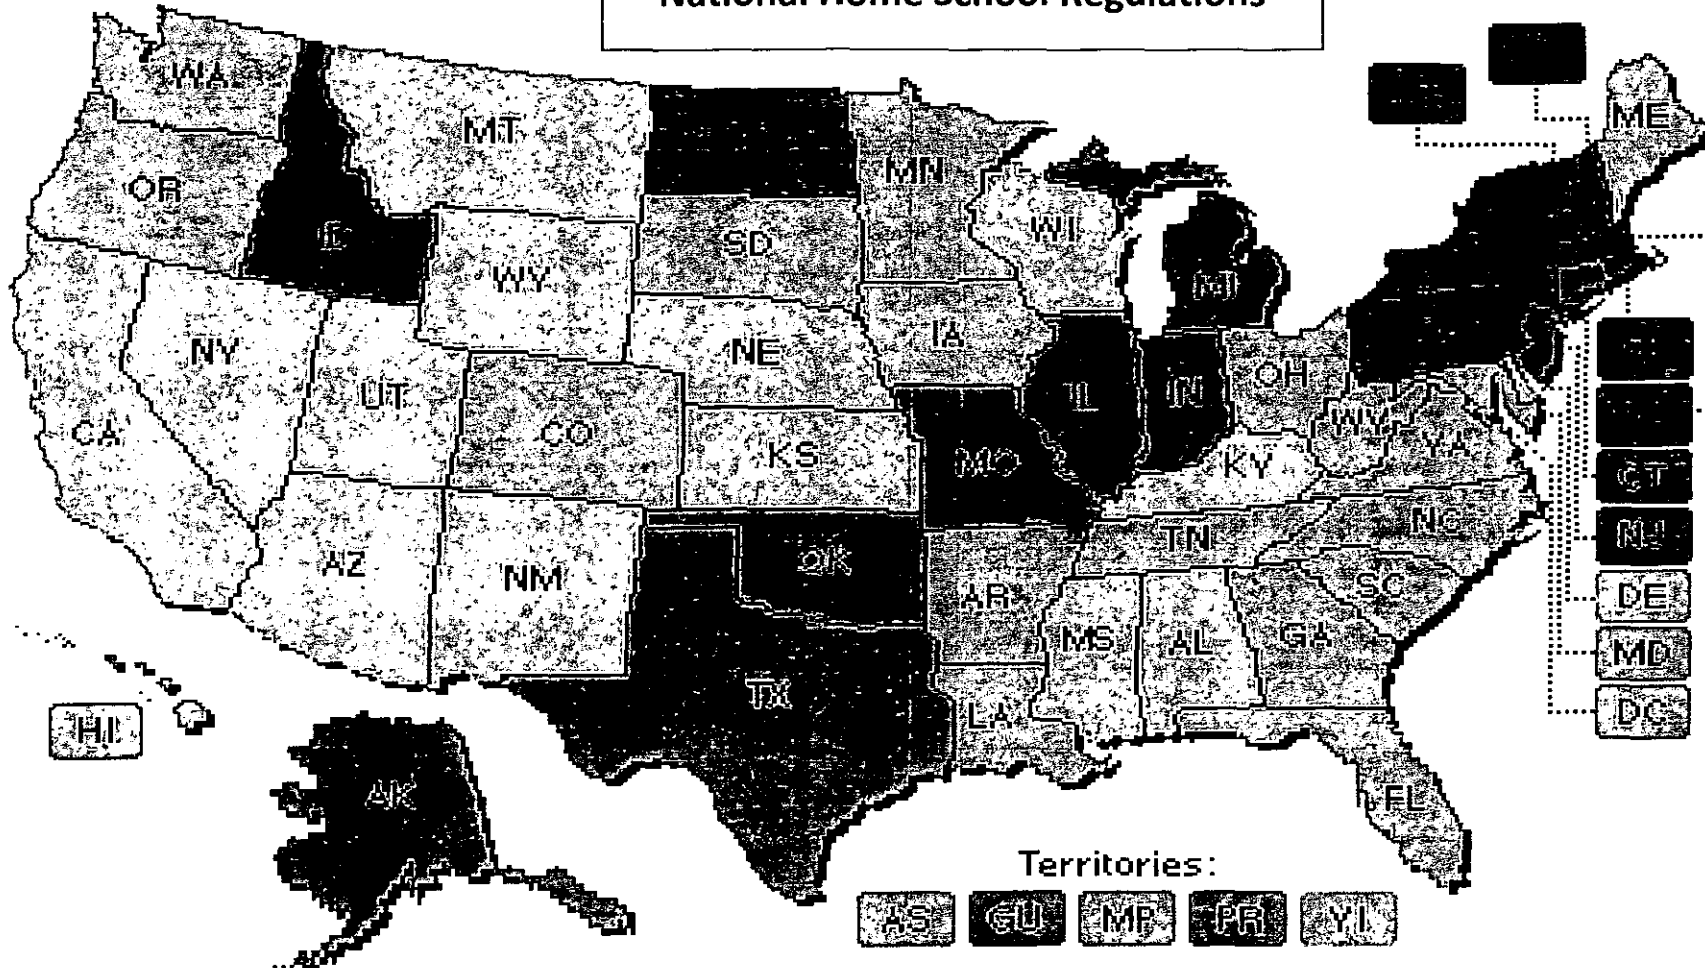 National Home School Regulations
WA
MT
ME
OR
ID
MN
WI
SD
WY
MI
NV
UT
NE
IA
CA
CO
KS
IL
IN
OH
WV
VA
KY
MO
CT
NJ
AZ
NM
OK
AR
TN
NC
SC
DE
MS
AL
GA
MD
TX
LA
DC
HI
AK
FL
Territories:
AS GU MP PR VI